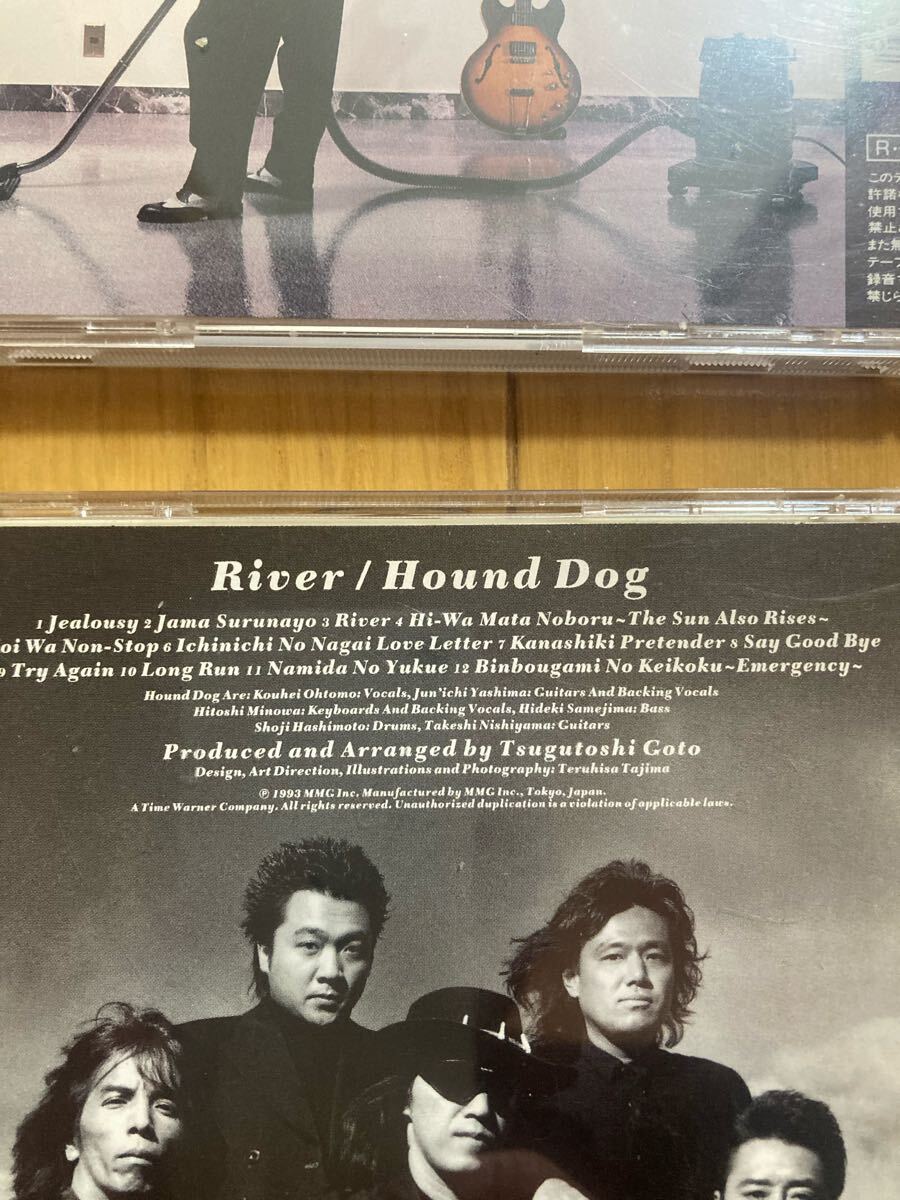 R
このテ
許諾
使用
禁止
また無
テープ
録音
禁じら
River / Hound Dog
1 Jealousy 2 Jama Surunayo 3 River 4 Hi-Wa Mata Noboru~The Sun Also Rises~
oi Wa Non-Stop 6 Ichinichi No Nagai Love Letter 7 Kanashiki Pretender 8 Say Good Bye
9 Try Again 10 Long Run 11 Namida No Yukue 12 Binbougami No Keikoku~Emergency~
Hound Dog Are: Kouhei Ohtomo: Vocals, Jun'ichi Yashima: Guitars And Backing Vocals
Hitoshi Minowa: Keyboards And Backing Vocals, Hideki Samejima: Bass
Shoji Hashimoto: Drums, Takeshi Nishiyama: Guitars
Produced and Arranged by Tsugutoshi Goto
Design, Art Direction, Illustrations and Photography: Teruhisa Tajima
℗ 1993 MMG Inc. Manufactured by MMG Inc., Tokyo, Japan.
A Time Warner Company. All rights reserved. Unauthorized duplication is a violation of applicable laws.